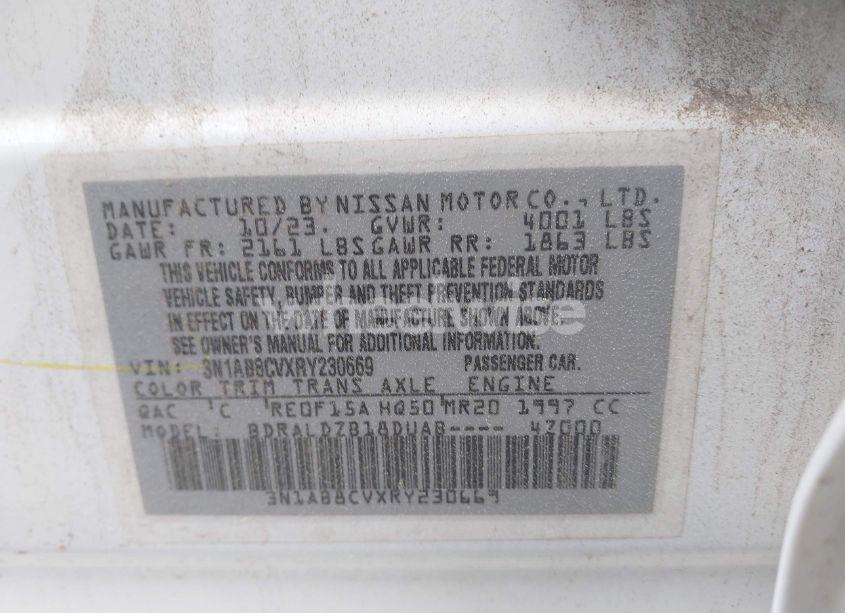 MANUFACTURED BY NISSAN MOTOR CO., LTD.
DATE: 10/23. GVWR: 4001 LBS
GAWR FR: 2161 LBS GAWR RR: 1863 LBS
THIS VEHICLE CONFORMS TO ALL APPLICABLE FEDERAL MOTOR
VEHICLE SAFETY, BUMPER AND THEFT PREVENTION STANDARDS
IN EFFECT ON THE DATE OF MANUFACTURE SHOWN ABOVE.
SEE OWNER'S MANUAL FOR ADDITIONAL INFORMATION.
VIN: 3N1AB8CVXRY230669 PASSENGER CAR.
COLOR TRIM TRANS AXLE ENGINE
QAC 'C 'RE0F15A HQ50'MR20 1997 CC
MODEL: BDRALDZB18DUAB---- 4Z000
3N1AB8CVXRY230669